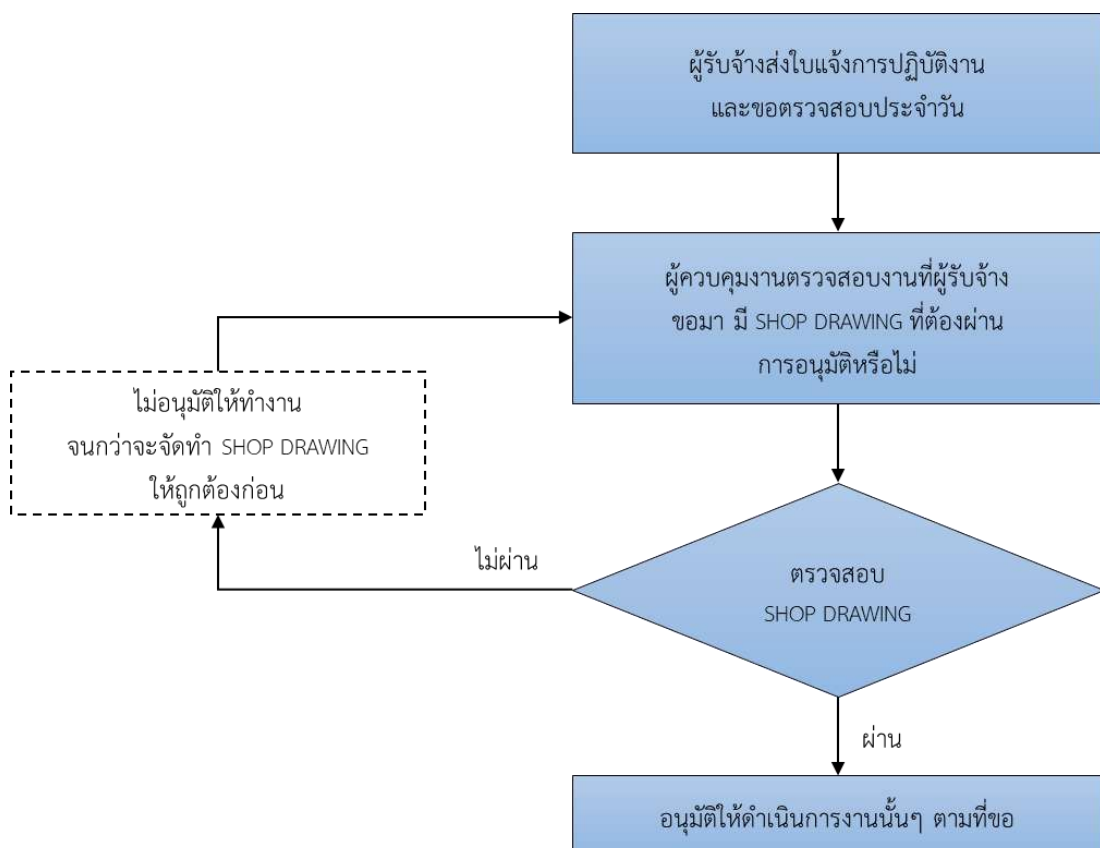 ผู้รับจ้างส่งใบแจ้งการปฏิบัติงาน
และขอตรวจสอบประจำวัน
ผู้ควบคุมงานตรวจสอบงานที่ผู้รับจ้าง
ขอมา มี SHOP DRAWING ที่ต้องผ่าน
การอนุมัติหรือไม่
ไม่อนุมัติให้ทำงาน
จนกว่าจะจัดทำ SHOP DRAWING
ให้ถูกต้องก่อน
ไม่ผ่าน
ตรวจสอบ
SHOP DRAWING
ผ่าน
อนุมัติให้ดำเนินการงานนั้นๆ ตามที่ขอ